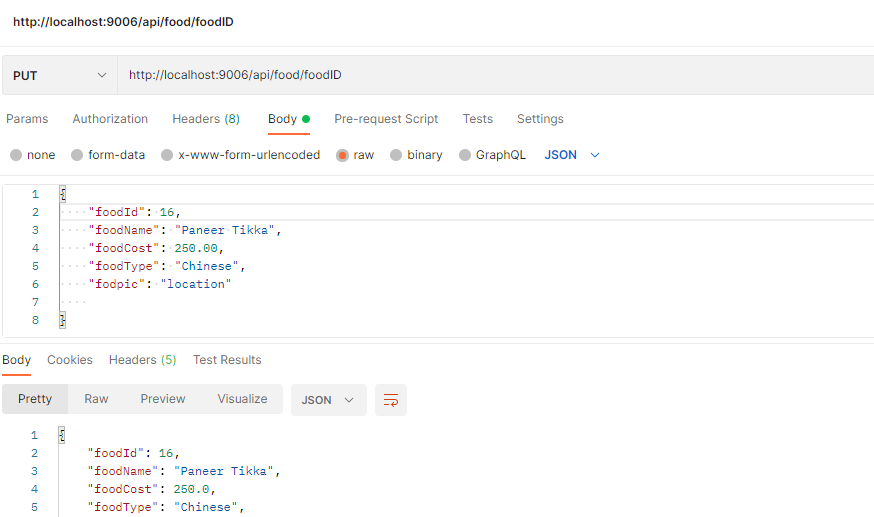 http://localhost:9006/api/food/foodID
PUT http://localhost:9006/api/food/foodID
Params Authorization Headers (8) Body Pre-request Script Tests Settings
none form-data x-www-form-urlencoded raw binary GraphQL JSON
1 {
2 "foodId": 16,
3 "foodName": "Paneer Tikka",
4 "foodCost": 250.00,
5 "foodType": "Chinese",
6 "fodpic": "location"
7
8 }
Body Cookies Headers (5) Test Results
Pretty Raw Preview Visualize JSON
1 {
2 "foodId": 16,
3 "foodName": "Paneer Tikka",
4 "foodCost": 250.0,
5 "foodType": "Chinese",